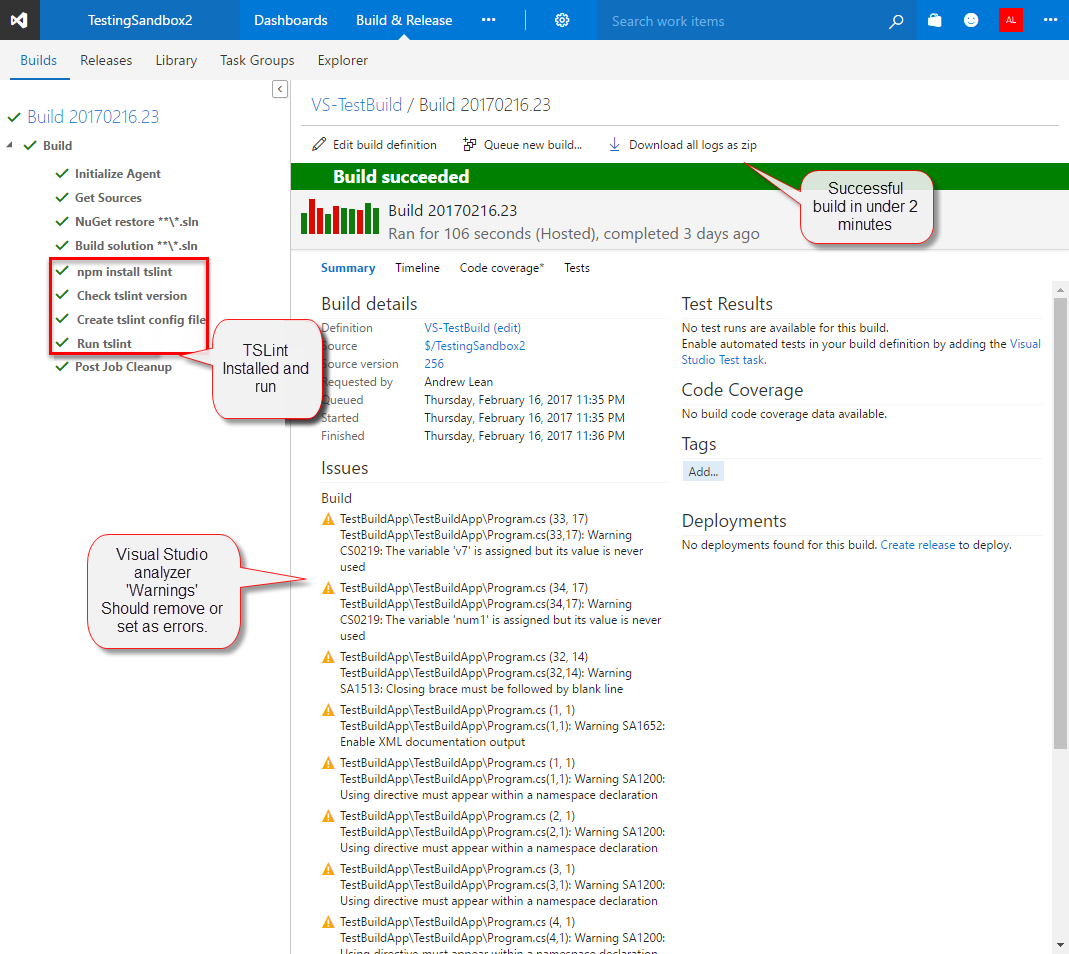 TestingSandbox2
Dashboards
Build & Release
Search work items
AL
Builds
Releases
Library
Task Groups
Explorer
Build 20170216.23
Build
Initialize Agent
Get Sources
NuGet restore **\*.sln
Build solution **\*.sln
npm install tslint
Check tslint version
Create tslint config file
Run tslint
Post Job Cleanup
TSLint
Installed and
run
Visual Studio
analyzer
'Warnings'
Should remove or
set as errors.
VS-TestBuild / Build 20170216.23
Edit build definition
Queue new build...
Download all logs as zip
Build succeeded
Successful
build in under 2
minutes
Build 20170216.23
Ran for 106 seconds (Hosted), completed 3 days ago
Summary
Timeline
Code coverage*
Tests
Build details
Definition VS-TestBuild (edit)
Source $/TestingSandbox2
Source version 256
Requested by Andrew Lean
Queued Thursday, February 16, 2017 11:35 PM
Started Thursday, February 16, 2017 11:35 PM
Finished Thursday, February 16, 2017 11:36 PM
Issues
Build
TestBuildApp\TestBuildApp\Program.cs (33, 17)
TestBuildApp\TestBuildApp\Program.cs(33,17): Warning
CS0219: The variable 'v7' is assigned but its value is never
used
TestBuildApp\TestBuildApp\Program.cs (34, 17)
TestBuildApp\TestBuildApp\Program.cs(34,17): Warning
CS0219: The variable 'num1' is assigned but its value is never
used
TestBuildApp\TestBuildApp\Program.cs (32, 14)
TestBuildApp\TestBuildApp\Program.cs(32,14): Warning
SA1513: Closing brace must be followed by blank line
TestBuildApp\TestBuildApp\Program.cs (1, 1)
TestBuildApp\TestBuildApp\Program.cs(1,1): Warning SA1652:
Enable XML documentation output
TestBuildApp\TestBuildApp\Program.cs (1, 1)
TestBuildApp\TestBuildApp\Program.cs(1,1): Warning SA1200:
Using directive must appear within a namespace declaration
TestBuildApp\TestBuildApp\Program.cs (2, 1)
TestBuildApp\TestBuildApp\Program.cs(2,1): Warning SA1200:
Using directive must appear within a namespace declaration
TestBuildApp\TestBuildApp\Program.cs (3, 1)
TestBuildApp\TestBuildApp\Program.cs(3,1): Warning SA1200:
Using directive must appear within a namespace declaration
TestBuildApp\TestBuildApp\Program.cs (4, 1)
TestBuildApp\TestBuildApp\Program.cs(4,1): Warning SA1200:
Using directive must appear within a namespace declaration
Test Results
No test runs are available for this build.
Enable automated tests in your build definition by adding the Visual
Studio Test task.
Code Coverage
No build code coverage data available.
Tags
Add...
Deployments
No deployments found for this build. Create release to deploy.